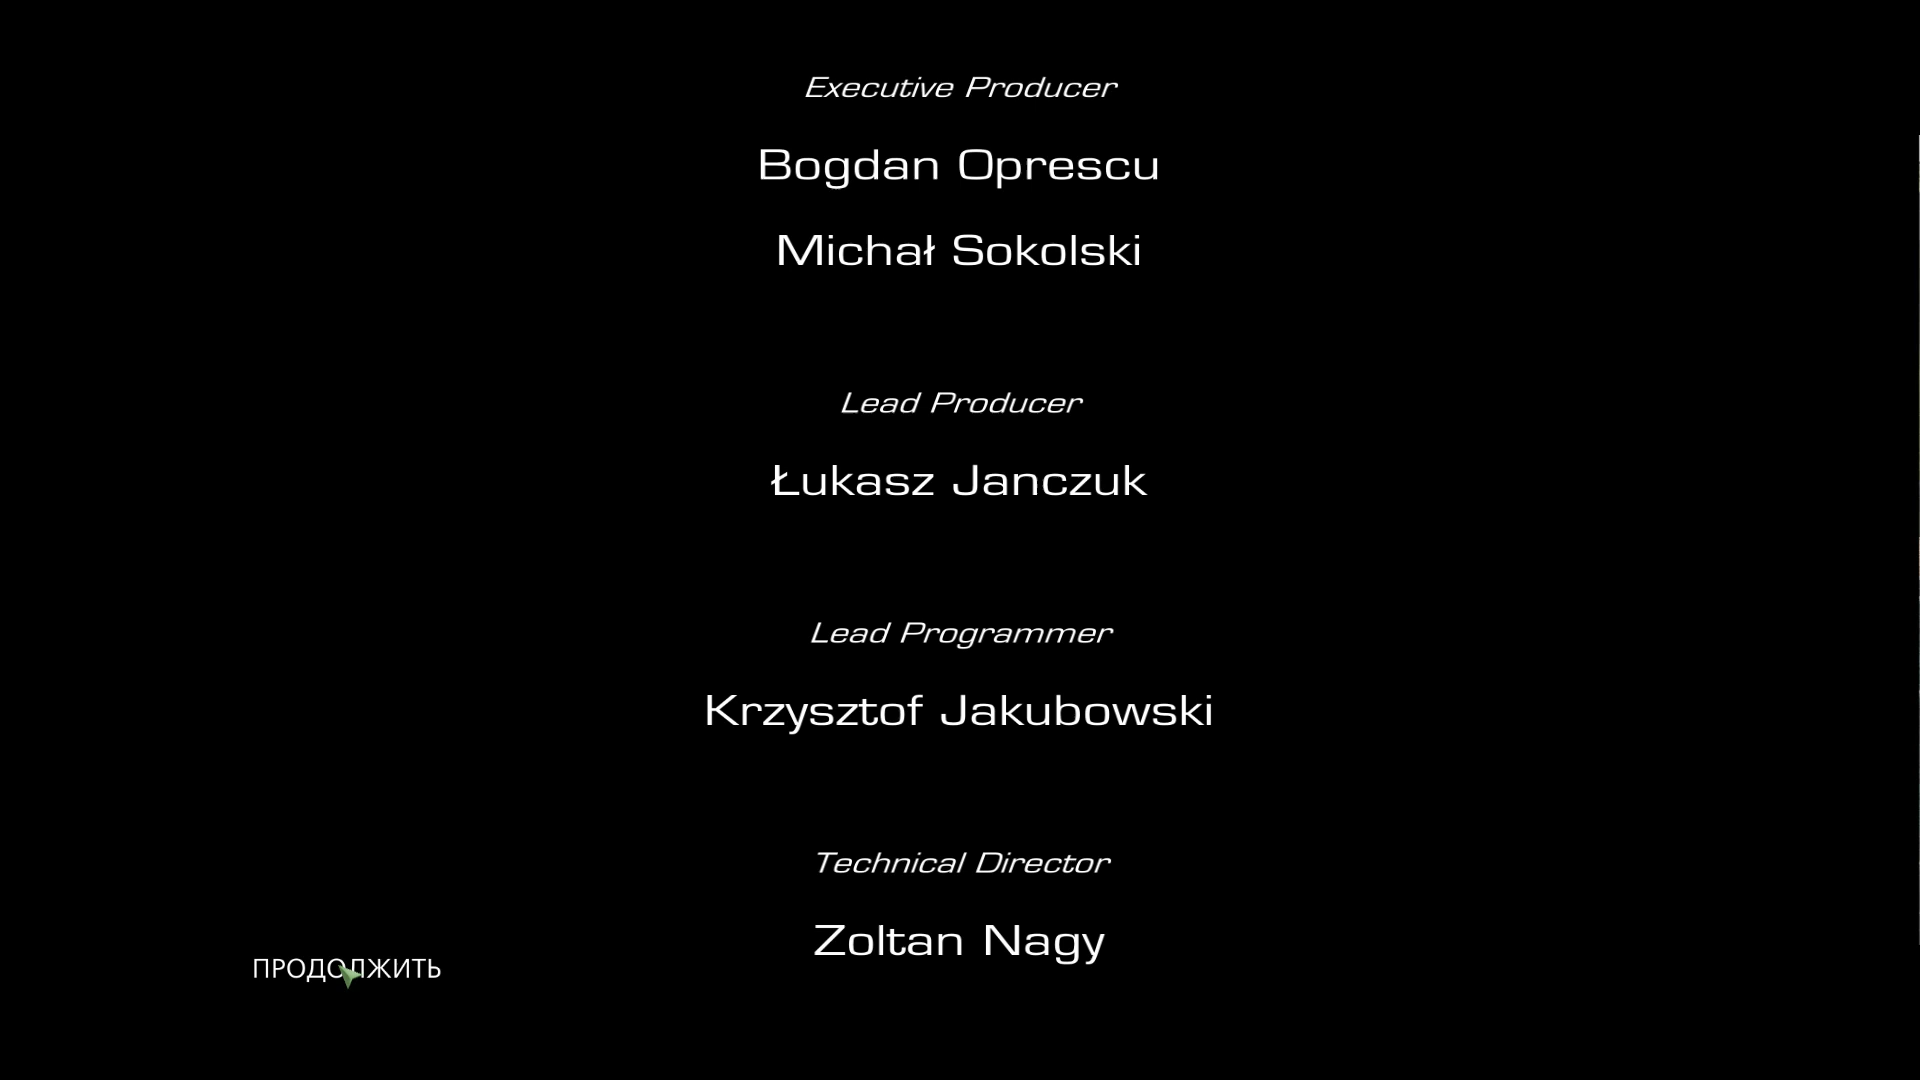 Executive Producer
Bogdan Oprescu
Michał Sokolski
Lead Producer
Łukasz Janczuk
Lead Programmer
Krzysztof Jakubowski
Technical Director
Zoltan Nagy
ПРОДОЛЖИТЬ